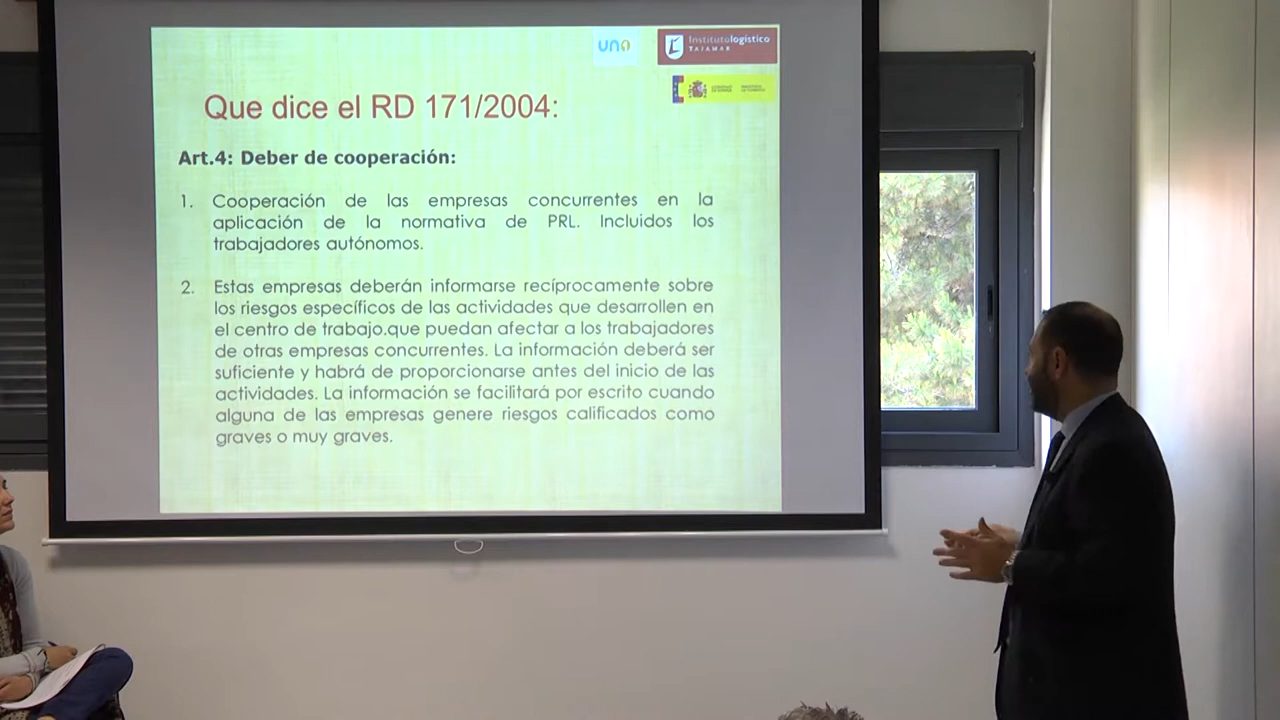 uno
Institutologístico
TAJAMAR
Que dice el RD 171/2004:
Art.4: Deber de cooperación:
1. Cooperación de las empresas concurrentes en la
aplicación de la normativa de PRL. Incluidos los
trabajadores autónomos.
2. Estas empresas deberán informarse recíprocamente sobre
los riesgos específicos de las actividades que desarrollen en
el centro de trabajo.que puedan afectar a los trabajadores
de otras empresas concurrentes. La información deberá ser
suficiente y habrá de proporcionarse antes del inicio de las
actividades. La información se facilitará por escrito cuando
alguna de las empresas genere riesgos calificados como
graves o muy graves.